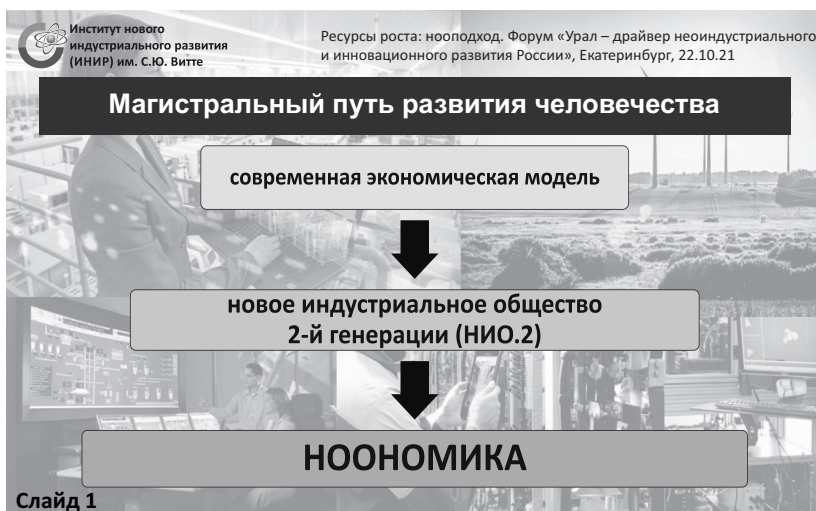 Институт нового
индустриального развития
(ИНИР) им. С.Ю. Витте
Ресурсы роста: нооподход. Форум «Урал – драйвер неоиндустриального
и инновационного развития России», Екатеринбург, 22.10.21
Магистральный путь развития человечества
современная экономическая модель
новое индустриальное общество
2-й генерации (НИО.2)
НООНОМИКА
Слайд 1